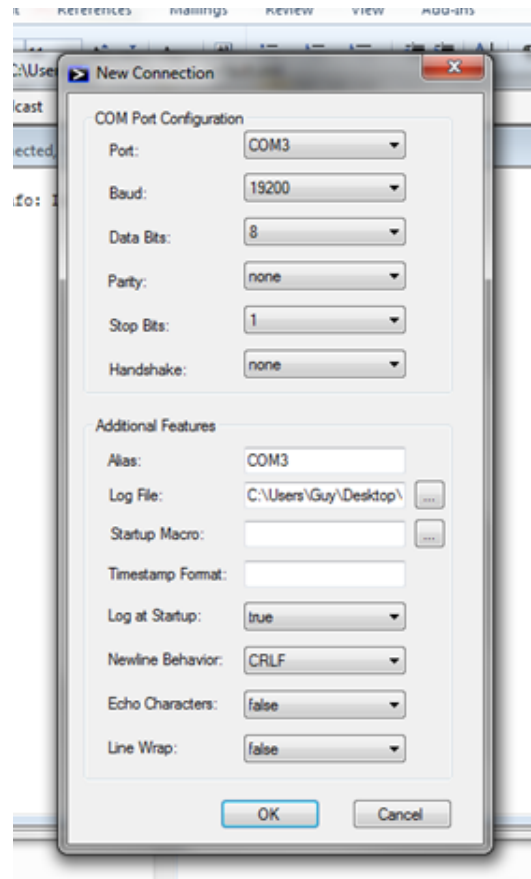 References Mailings Review View Add-Ins
C:\Use
New Connection
dcast
COM Port Configuration
ected,
Port: COM3
fo: I
Baud: 19200
Data Bits: 8
Parity: none
Stop Bits: 1
Handshake: none
Additional Features
Alias: COM3
Log File: C:\Users\Guy\Desktop\ ...
Startup Macro: ...
Timestamp Format:
Log at Startup: true
Newline Behavior: CRLF
Echo Characters: false
Line Wrap: false
OK Cancel